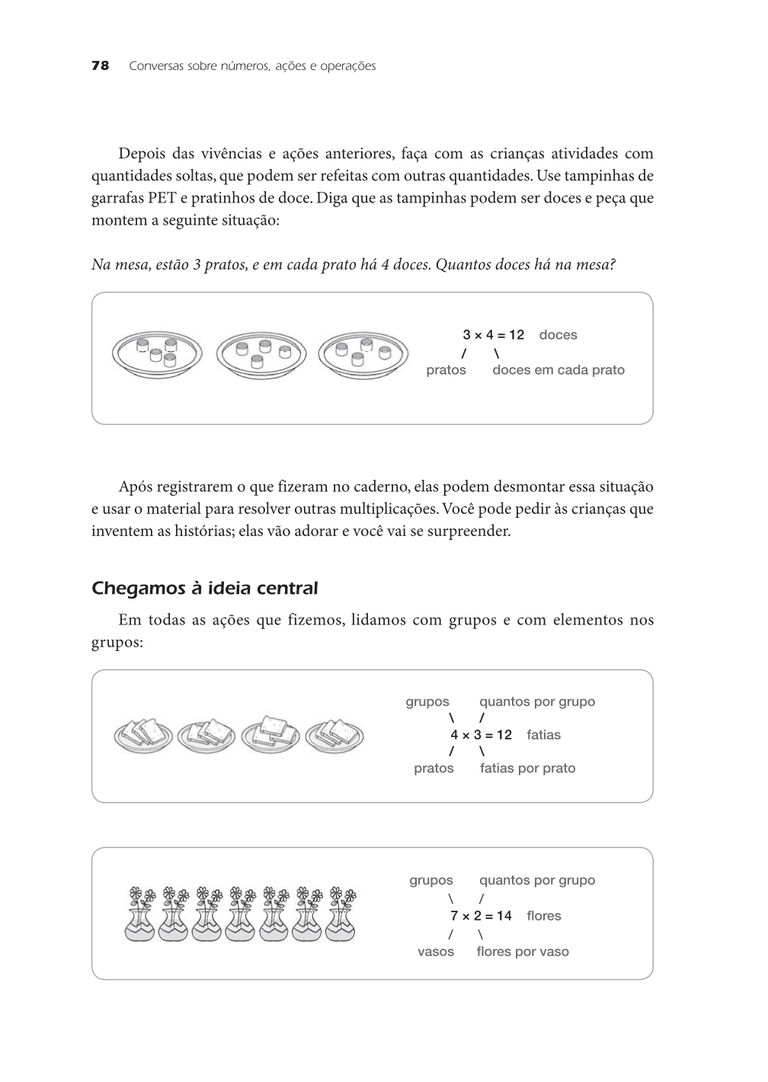 78 Conversas sobre números, ações e operações
Depois das vivências e ações anteriores, faça com as crianças atividades com
quantidades soltas, que podem ser refeitas com outras quantidades. Use tampinhas de
garrafas PET e pratinhos de doce. Diga que as tampinhas podem ser doces e peça que
montem a seguinte situação:
Na mesa, estão 3 pratos, e em cada prato há 4 doces. Quantos doces há na mesa?
3 × 4 = 12 doces
/ \
pratos doces em cada prato
Após registrarem o que fizeram no caderno, elas podem desmontar essa situação
e usar o material para resolver outras multiplicações. Você pode pedir às crianças que
inventem as histórias; elas vão adorar e você vai se surpreender.
Chegamos à ideia central
Em todas as ações que fizemos, lidamos com grupos e com elementos nos
grupos:
grupos quantos por grupo
\ /
4 × 3 = 12 fatias
/ \
pratos fatias por prato
grupos quantos por grupo
\ /
7 × 2 = 14 flores
/ \
vasos flores por vaso